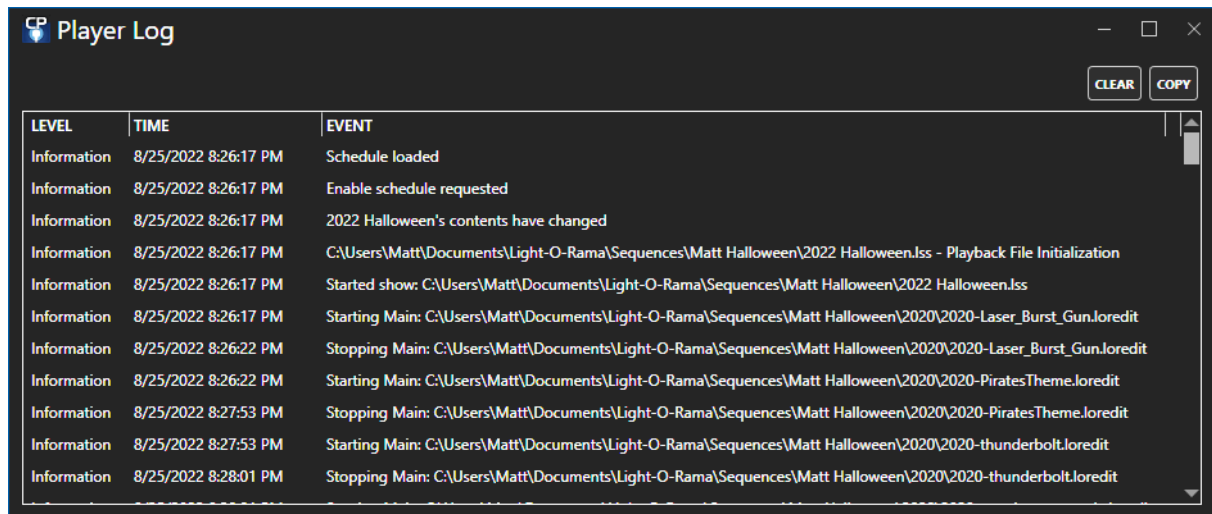 CP Player Log
CLEAR COPY
LEVEL TIME EVENT
Information 8/25/2022 8:26:17 PM Schedule loaded
Information 8/25/2022 8:26:17 PM Enable schedule requested
Information 8/25/2022 8:26:17 PM 2022 Halloween's contents have changed
Information 8/25/2022 8:26:17 PM C:\Users\Matt\Documents\Light-O-Rama\Sequences\Matt Halloween\2022 Halloween.lss - Playback File Initialization
Information 8/25/2022 8:26:17 PM Started show: C:\Users\Matt\Documents\Light-O-Rama\Sequences\Matt Halloween\2022 Halloween.lss
Information 8/25/2022 8:26:17 PM Starting Main: C:\Users\Matt\Documents\Light-O-Rama\Sequences\Matt Halloween\2020\2020-Laser_Burst_Gun.loredit
Information 8/25/2022 8:26:22 PM Stopping Main: C:\Users\Matt\Documents\Light-O-Rama\Sequences\Matt Halloween\2020\2020-Laser_Burst_Gun.loredit
Information 8/25/2022 8:26:22 PM Starting Main: C:\Users\Matt\Documents\Light-O-Rama\Sequences\Matt Halloween\2020\2020-PiratesTheme.loredit
Information 8/25/2022 8:27:53 PM Stopping Main: C:\Users\Matt\Documents\Light-O-Rama\Sequences\Matt Halloween\2020\2020-PiratesTheme.loredit
Information 8/25/2022 8:27:53 PM Starting Main: C:\Users\Matt\Documents\Light-O-Rama\Sequences\Matt Halloween\2020\2020-thunderbolt.loredit
Information 8/25/2022 8:28:01 PM Stopping Main: C:\Users\Matt\Documents\Light-O-Rama\Sequences\Matt Halloween\2020\2020-thunderbolt.loredit